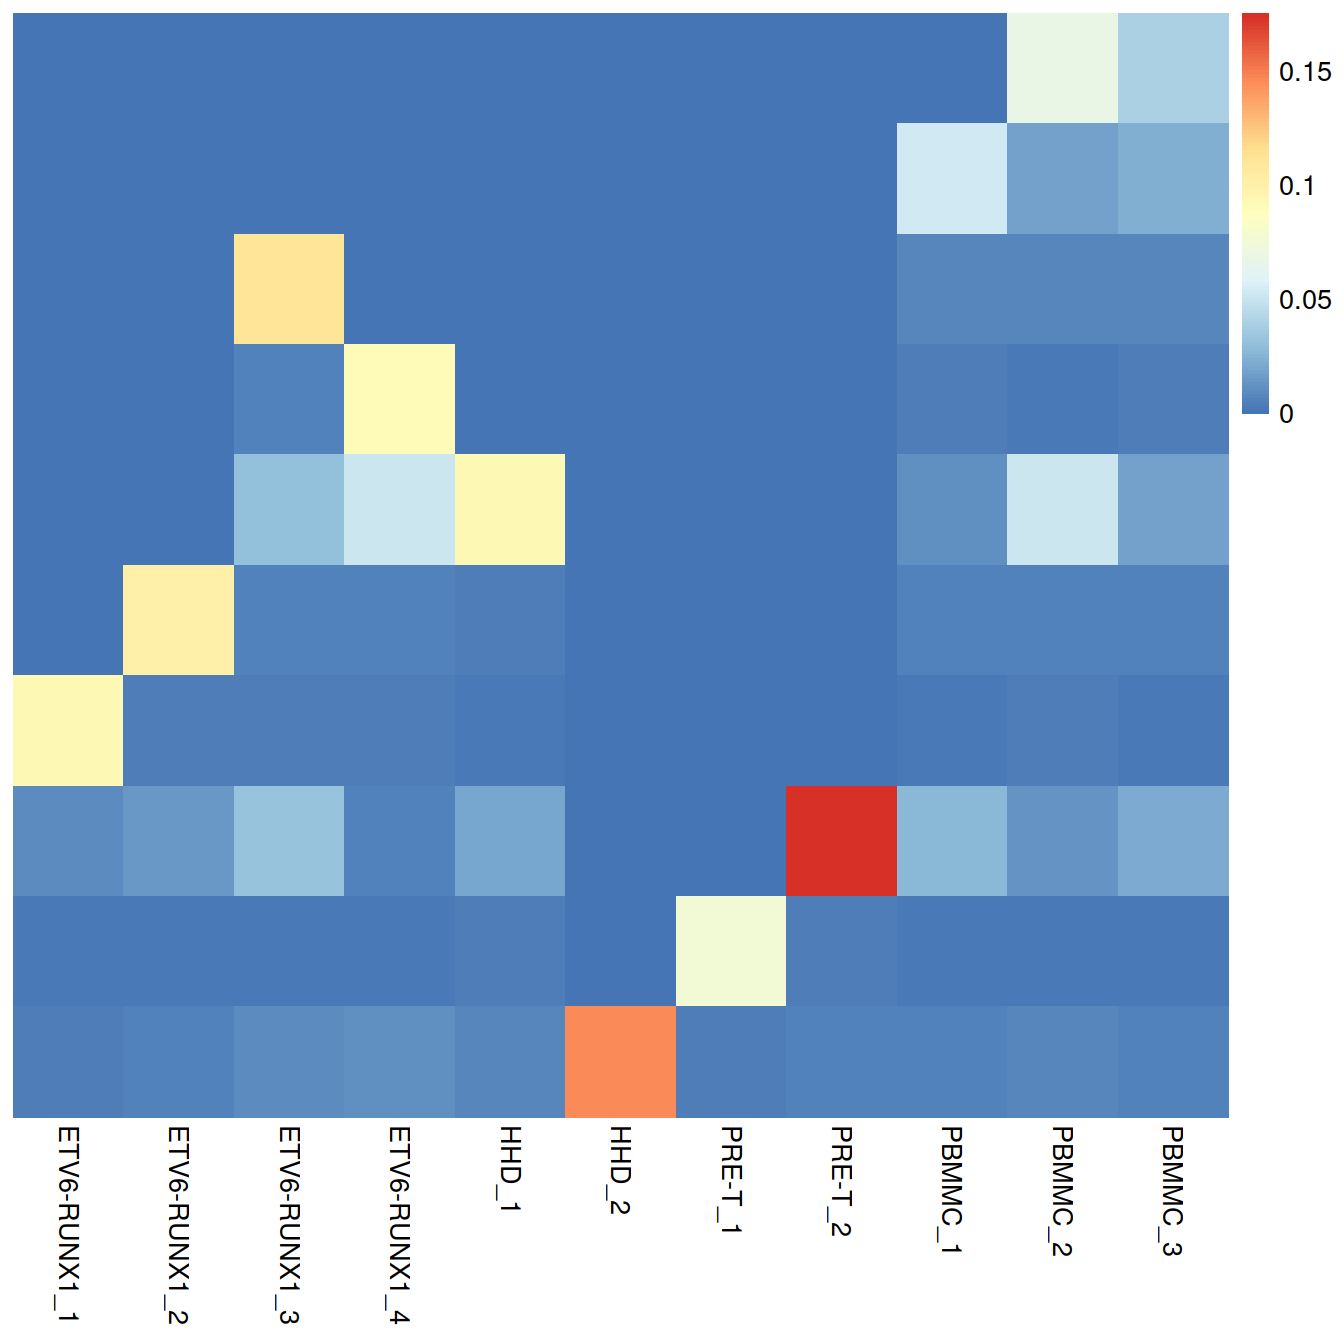 0.15
0.1
0.05
0
ETV6-RUNX1_1
ETV6-RUNX1_2
ETV6-RUNX1_3
ETV6-RUNX1_4
HHD_1
HHD_2
PRE-T_1
PRE-T_2
PBMMC_1
PBMMC_2
PBMMC_3